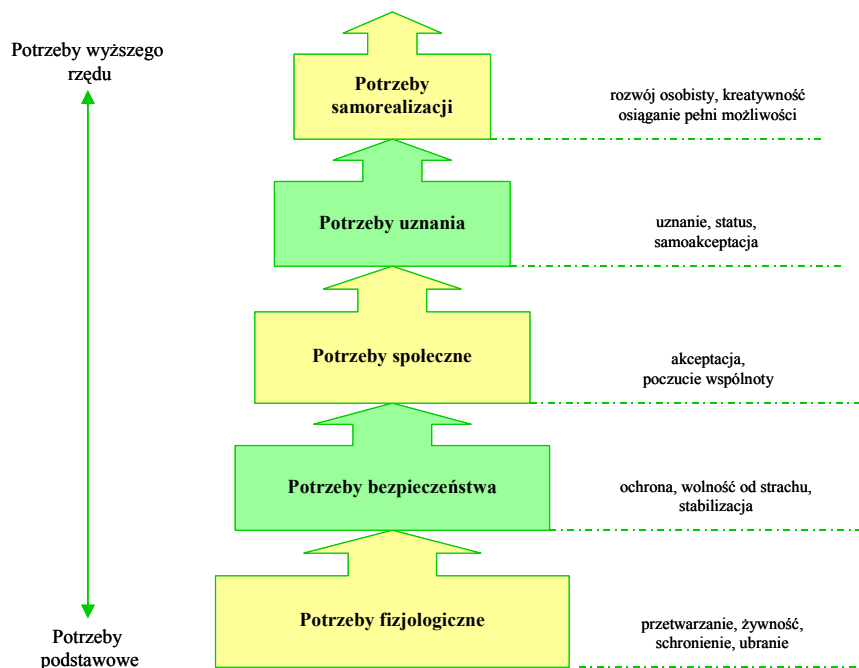 Potrzeby wyższego
rzędu
Potrzeby
samorealizacji
rozwój osobisty, kreatywność
osiąganie pełni możliwości
Potrzeby uznania
uznanie, status,
samoakceptacja
Potrzeby społeczne
akceptacja,
poczucie wspólnoty
Potrzeby bezpieczeństwa
ochrona, wolność od strachu,
stabilizacja
Potrzeby fizjologiczne
przetwarzanie, żywność,
schronienie, ubranie
Potrzeby
podstawowe